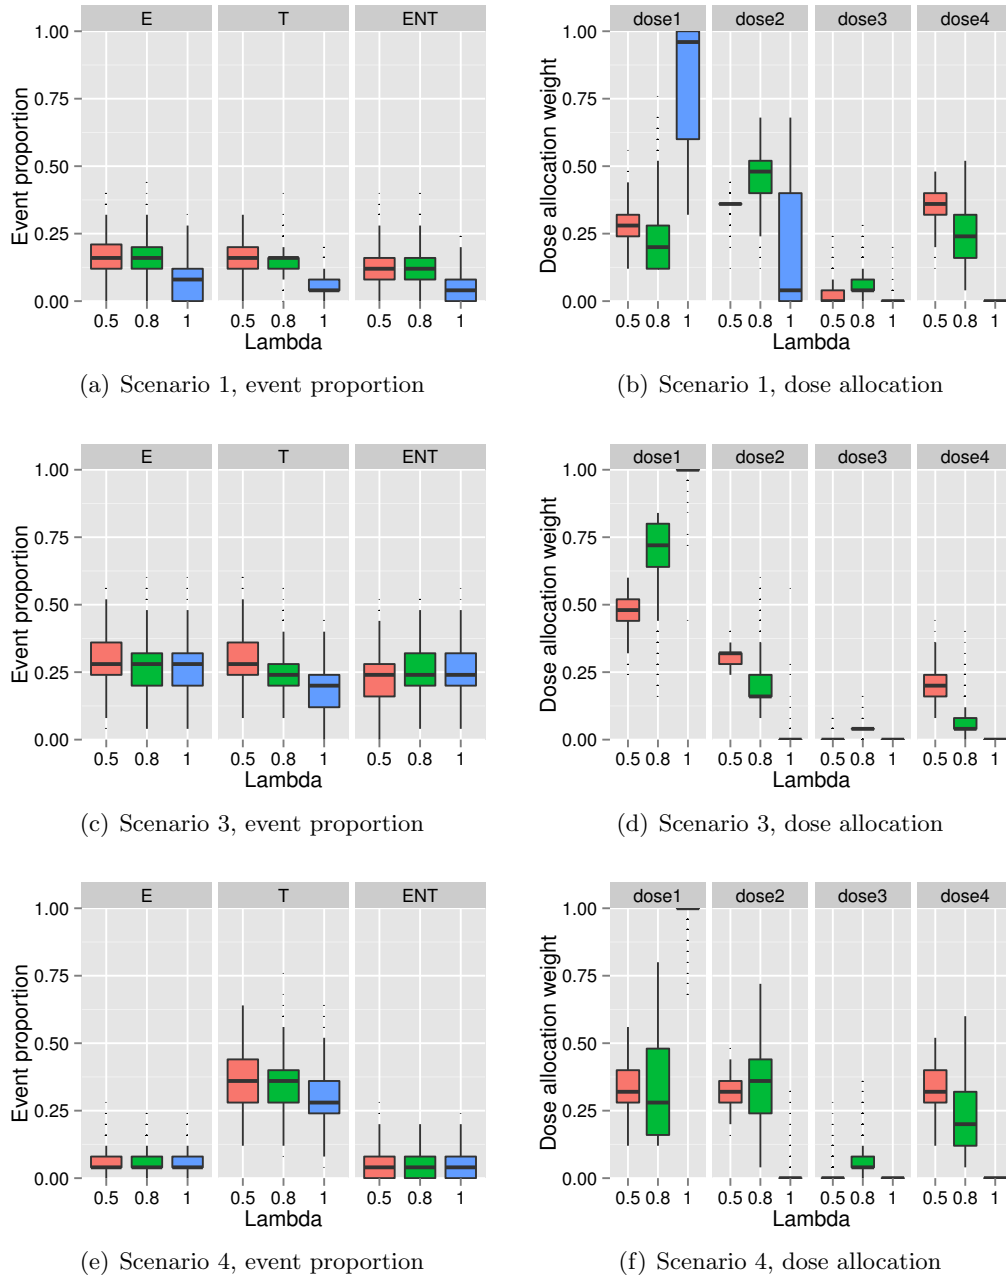 E T ENT
Event proportion
1.00
0.75
0.50
0.25
0.00
0.5 0.8 1 0.5 0.8 1 0.5 0.8 1
Lambda
(a) Scenario 1, event proportion
dose1 dose2 dose3 dose4
Dose allocation weight
1.00
0.75
0.50
0.25
0.00
0.5 0.8 1 0.5 0.8 1 0.5 0.8 1 0.5 0.8 1
Lambda
(b) Scenario 1, dose allocation
E T ENT
Event proportion
1.00
0.75
0.50
0.25
0.00
0.5 0.8 1 0.5 0.8 1 0.5 0.8 1
Lambda
(c) Scenario 3, event proportion
dose1 dose2 dose3 dose4
Dose allocation weight
1.00
0.75
0.50
0.25
0.00
0.5 0.8 1 0.5 0.8 1 0.5 0.8 1 0.5 0.8 1
Lambda
(d) Scenario 3, dose allocation
E T ENT
Event proportion
1.00
0.75
0.50
0.25
0.00
0.5 0.8 1 0.5 0.8 1 0.5 0.8 1
Lambda
(e) Scenario 4, event proportion
dose1 dose2 dose3 dose4
Dose allocation weight
1.00
0.75
0.50
0.25
0.00
0.5 0.8 1 0.5 0.8 1 0.5 0.8 1 0.5 0.8 1
Lambda
(f) Scenario 4, dose allocation